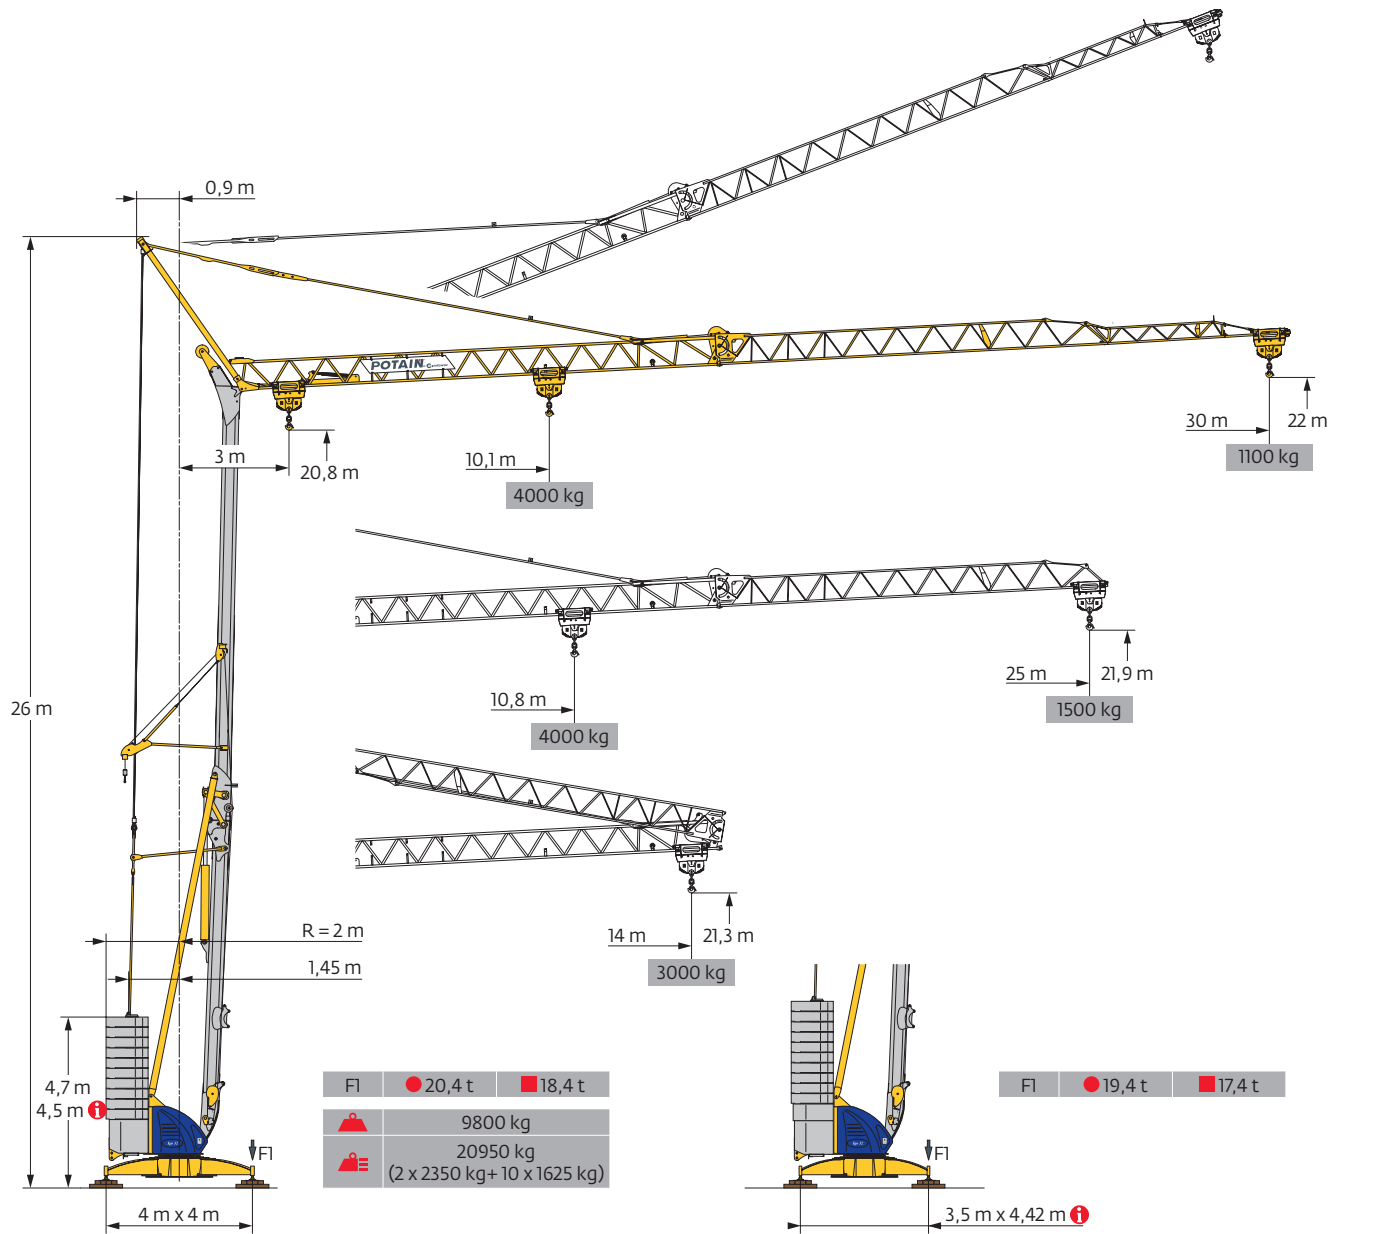 0,9 m
POTAIN
3 m
20,8 m
10,1 m
4000 kg
30 m
22 m
1100 kg
26 m
10,8 m
4000 kg
25 m
21,9 m
1500 kg
14 m
21,3 m
3000 kg
R = 2 m
1,45 m
4,7 m
4,5 m i
F1 20,4 t 18,4 t
9800 kg
20950 kg
(2 x 2350 kg+ 10 x 1625 kg)
F1
4 m x 4 m
F1 19,4 t 17,4 t
F1
3,5 m x 4,42 m i